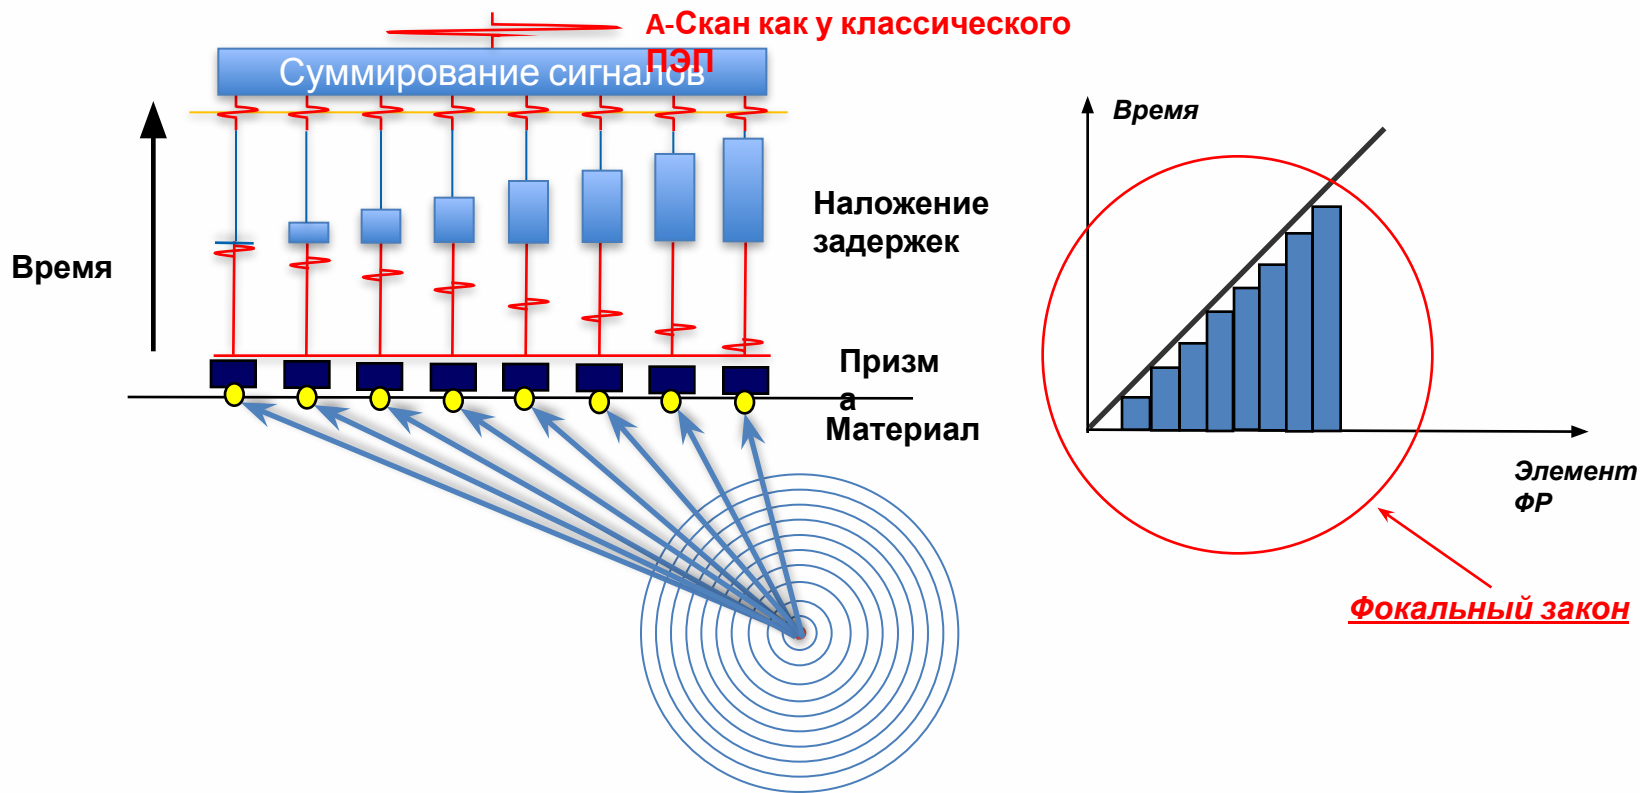 А-Скан как у классического
ПЭП
Суммирование сигналов
Время
Наложение
задержек
Время
Призм
а
Материал
Элемент
ФР
Фокальный закон